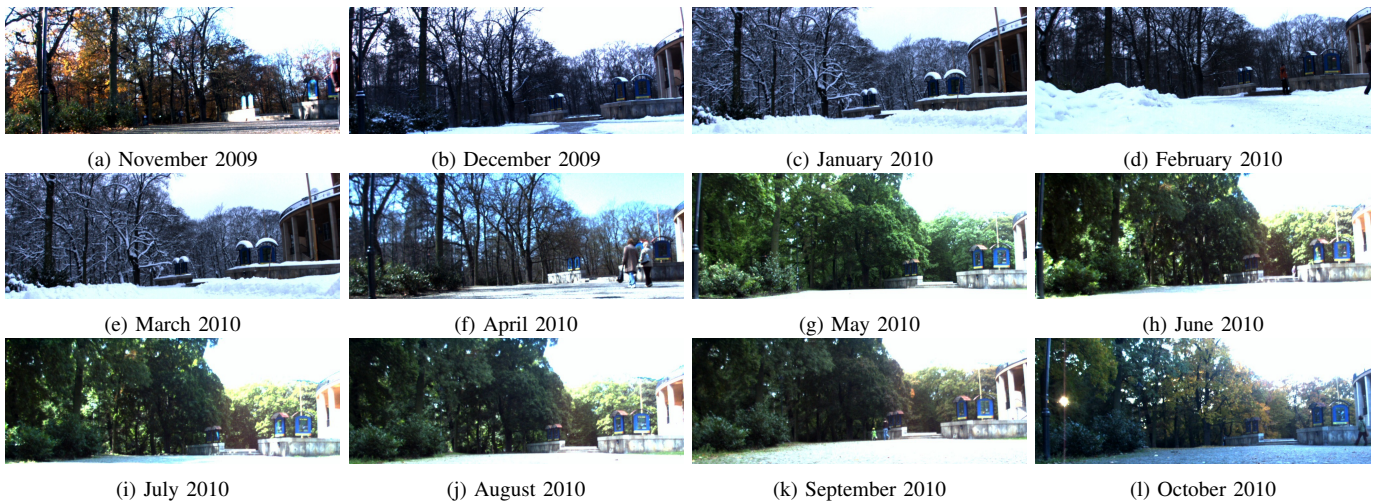 (a) November 2009
(b) December 2009
(c) January 2010
(d) February 2010
(e) March 2010
(f) April 2010
(g) May 2010
(h) June 2010
(i) July 2010
(j) August 2010
(k) September 2010
(l) October 2010